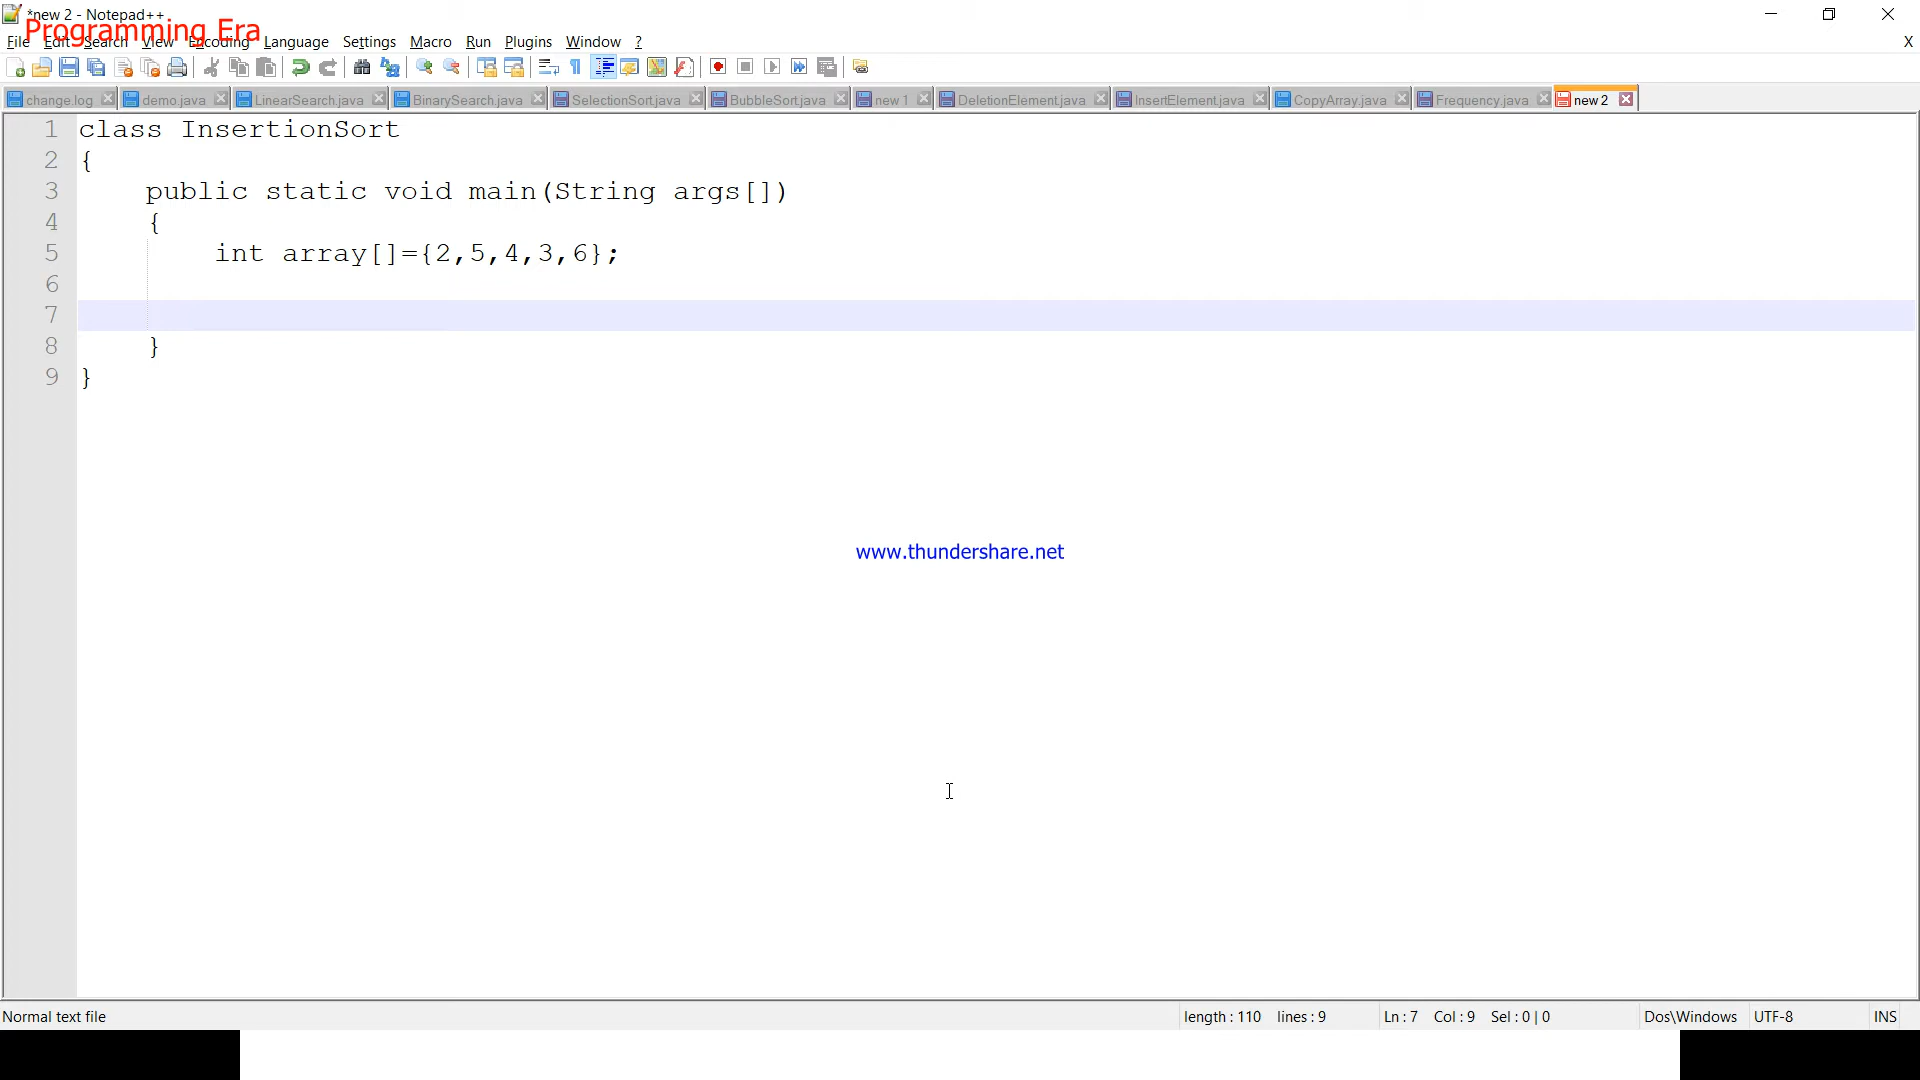 *new 2 - Notepad++
Programming Era
File Edit Search View Encoding Language Settings Macro Run Plugins Window ?
X
change.log demo.java LinearSearch.java BinarySearch.java SelectionSort.java BubbleSort.java new 1 DeletionElement.java InsertElement.java CopyArray.java Frequency.java new 2
1 class InsertionSort
2 {
3 public static void main(String args[])
4 {
5 int array[]={2,5,4,3,6};
6
7
8 }
9 }
www.thundershare.net
Normal text file length : 110 lines : 9 Ln : 7 Col : 9 Sel : 0 | 0 Dos\Windows UTF-8 INS